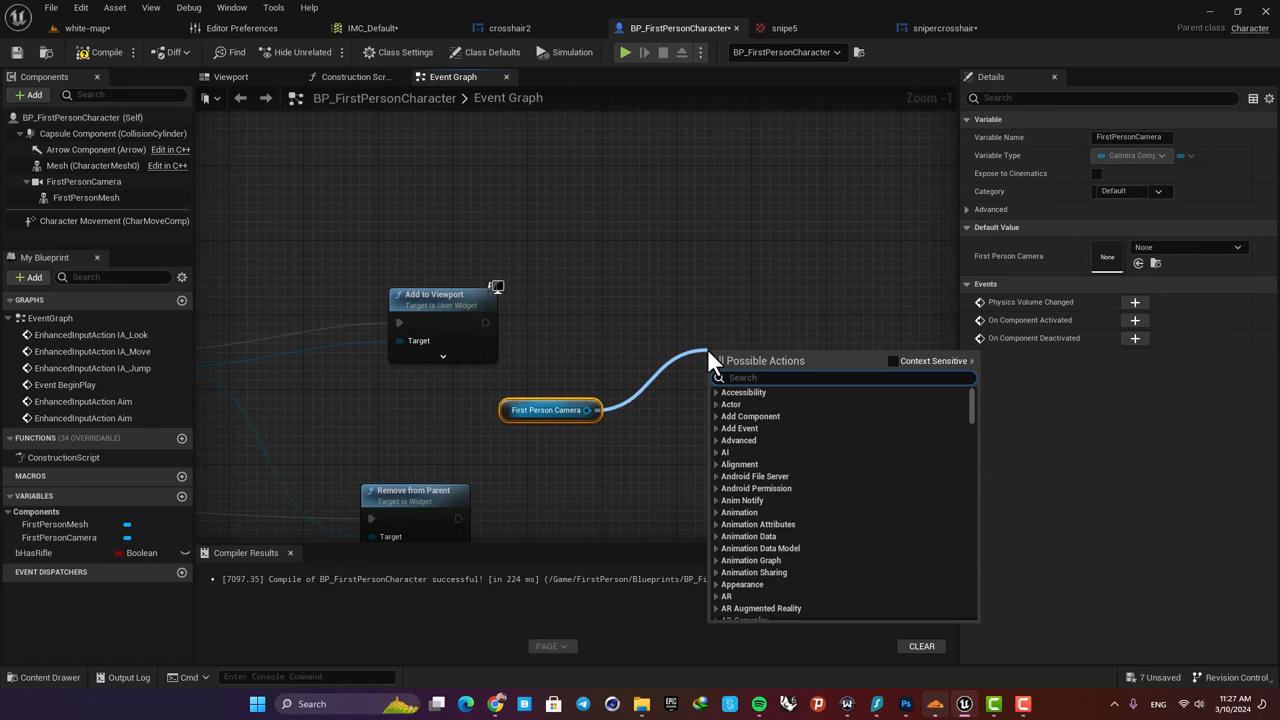 File Edit Asset View Debug Window Tools Help
white-map* Editor Preferences IMC_Default* crosshair2 BP_FirstPersonCharacter* snipe5 snipercrosshair* Parent class: Character
Compile Diff Find Hide Unrelated Class Settings Class Defaults Simulation BP_FirstPersonCharacter
Components
Add Search
BP_FirstPersonCharacter (Self)
Capsule Component (CollisionCylinder)
Arrow Component (Arrow) Edit in C++
Mesh (CharacterMesh0) Edit in C++
FirstPersonCamera
FirstPersonMesh
Character Movement (CharMoveComp)
My Blueprint
Add Search
GRAPHS
EventGraph
EnhancedInputAction IA_Look
EnhancedInputAction IA_Move
EnhancedInputAction IA_Jump
Event BeginPlay
EnhancedInputAction Aim
EnhancedInputAction Aim
FUNCTIONS (34 OVERRIDABLE)
ConstructionScript
MACROS
VARIABLES
Components
FirstPersonMesh
FirstPersonCamera
bHasRifle Boolean
EVENT DISPATCHERS
Viewport Construction Scr... Event Graph
BP_FirstPersonCharacter > Event Graph Zoom -1
Add to Viewport
Target is User Widget
Target
First Person Camera
Remove from Parent
Target is Widget
Target
ll Possible Actions Context Sensitive
Search
Accessibility
Actor
Add Component
Add Event
Advanced
AI
Alignment
Android File Server
Android Permission
Anim Notify
Animation
Animation Attributes
Animation Data
Animation Data Model
Animation Graph
Animation Sharing
Appearance
AR
AR Augmented Reality
AR Gameplay
Compiler Results
[7097.35] Compile of BP_FirstPersonCharacter successful! [in 224 ms] (/Game/FirstPerson/Blueprints/BP_Fi
PAGE CLEAR
Details
Search
Variable
Variable Name FirstPersonCamera
Variable Type Camera Comp
Expose to Cinematics
Category Default
Advanced
Default Value
First Person Camera None None
Events
Physics Volume Changed
On Component Activated
On Component Deactivated
Content Drawer Output Log Cmd Enter Console Command 7 Unsaved Revision Control
Search 11:27 AM
3/10/2024